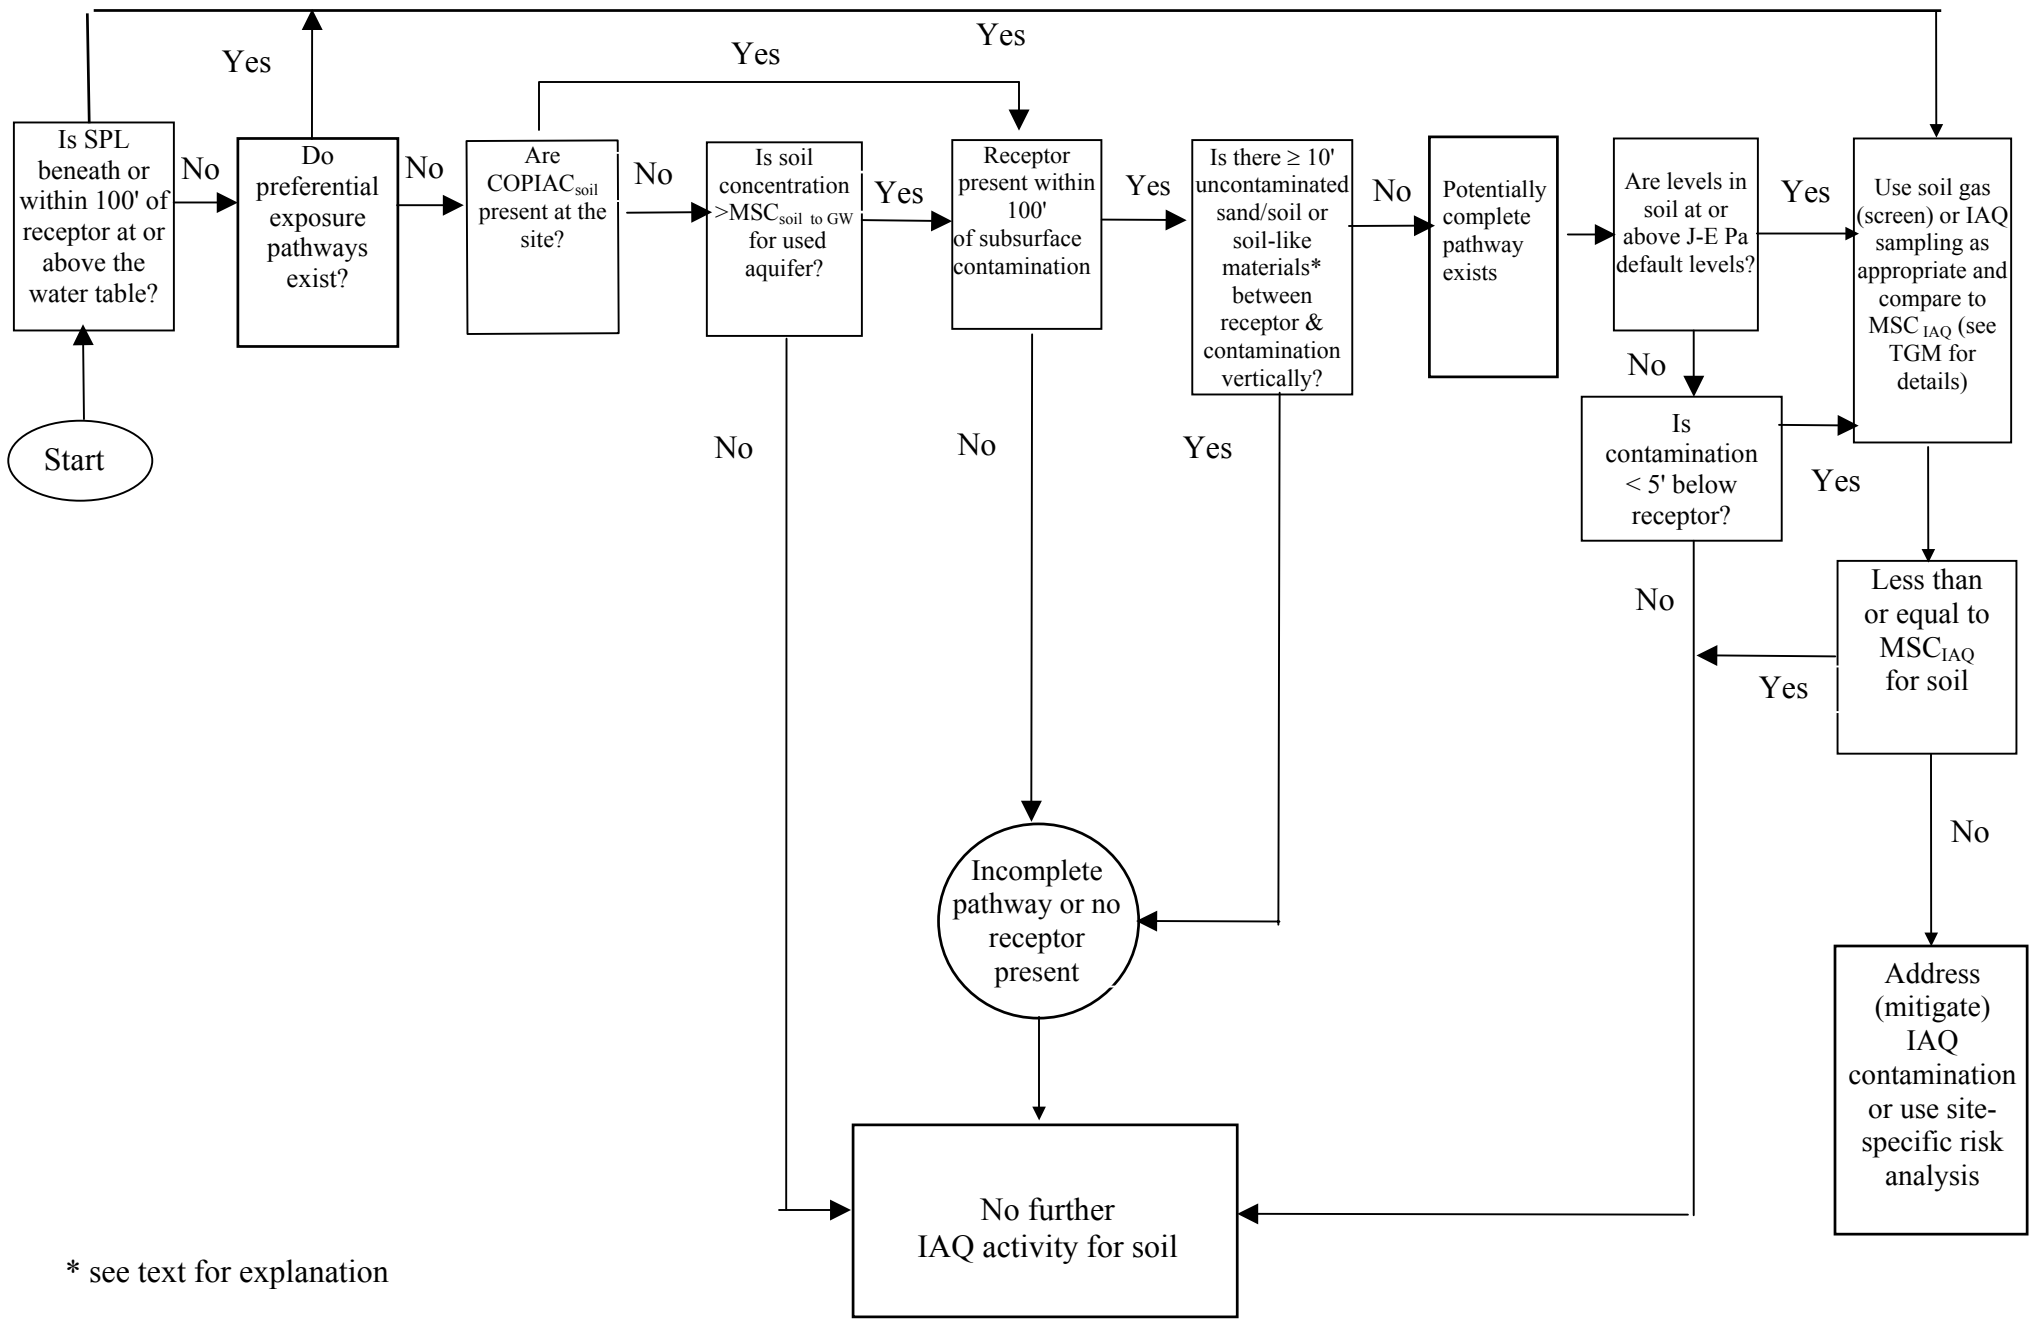 Yes
Yes
Yes
Is SPL
beneath or
within 100' of
receptor at or
above the
water table?
No
Do
preferential
exposure
pathways
exist?
No
Are
COPIAC soil
present at the
site?
No
Is soil
concentration
>MSC soil to GW
for used
aquifer?
Yes
Receptor
present within
100'
of subsurface
contamination
Yes
Is there ≥ 10'
uncontaminated
sand/soil or
soil-like
materials*
between
receptor &
contamination
vertically?
No
Potentially
complete
pathway
exists
Are levels in
soil at or
above J-E Pa
default levels?
Yes
Use soil gas
(screen) or IAQ
sampling as
appropriate and
compare to
MSC IAQ (see
TGM for
details)
Start
No
No
Yes
No
Is
contamination
< 5' below
receptor?
Yes
No
Less than
or equal to
MSCIAQ
for soil
Yes
No
Incomplete
pathway or no
receptor
present
Address
(mitigate)
IAQ
contamination
or use site-
specific risk
analysis
No further
IAQ activity for soil
* see text for explanation